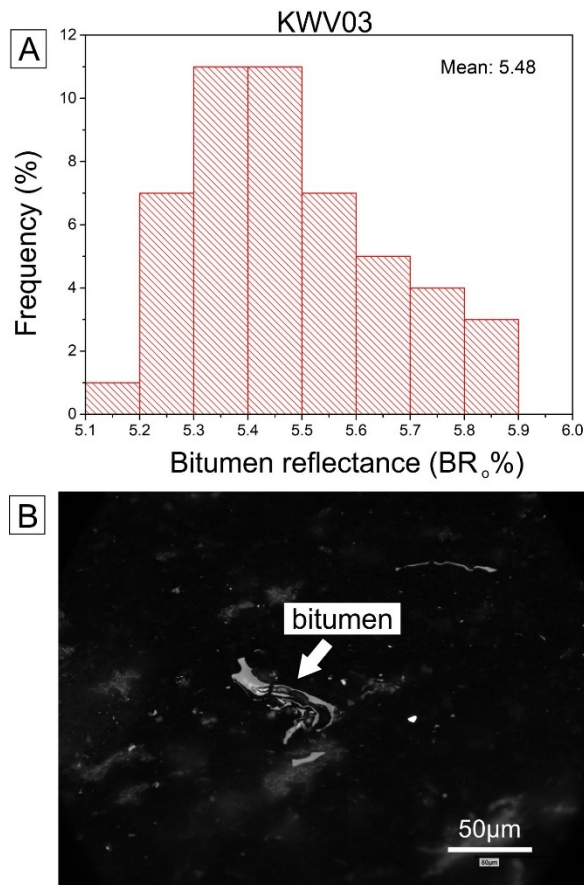 KWV03
A
Mean: 5.48
12
10
8
6
4
2
0
Frequency (%)
5.1 5.2 5.3 5.4 5.5 5.6 5.7 5.8 5.9 6.0
Bitumen reflectance (BRo%)
B
bitumen
50µm